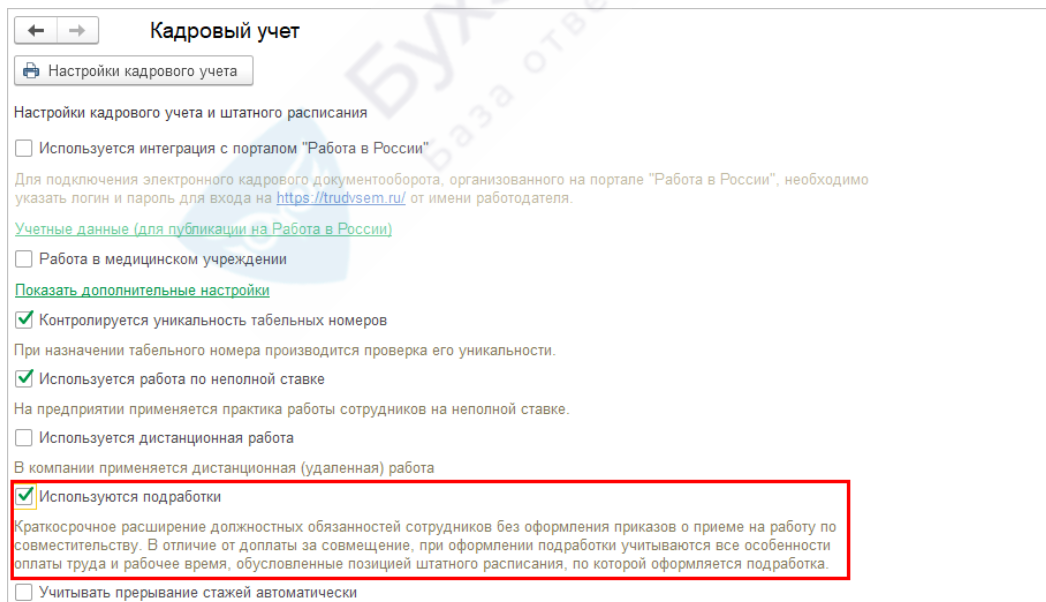 Кадровый учет
Настройки кадрового учета
Настройки кадрового учета и штатного расписания
Используется интеграция с порталом "Работа в России"
Для подключения электронного кадрового документооборота, организованного на портале "Работа в России", необходимо
указать логин и пароль для входа на https://trudvsem.ru/ от имени работодателя.
Учетные данные (для публикации на Работа в России)
Работа в медицинском учреждении
Показать дополнительные настройки
Контролируется уникальность табельных номеров
При назначении табельного номера производится проверка его уникальности.
Используется работа по неполной ставке
На предприятии применяется практика работы сотрудников на неполной ставке.
Используется дистанционная работа
В компании применяется дистанционная (удаленная) работа
Используются подработки
Краткосрочное расширение должностных обязанностей сотрудников без оформления приказов о приеме на работу по
совместительству. В отличие от доплаты за совмещение, при оформлении подработки учитываются все особенности
оплаты труда и рабочее время, обусловленные позицией штатного расписания, по которой оформляется подработка.
Учитывать прерывание стажей автоматически